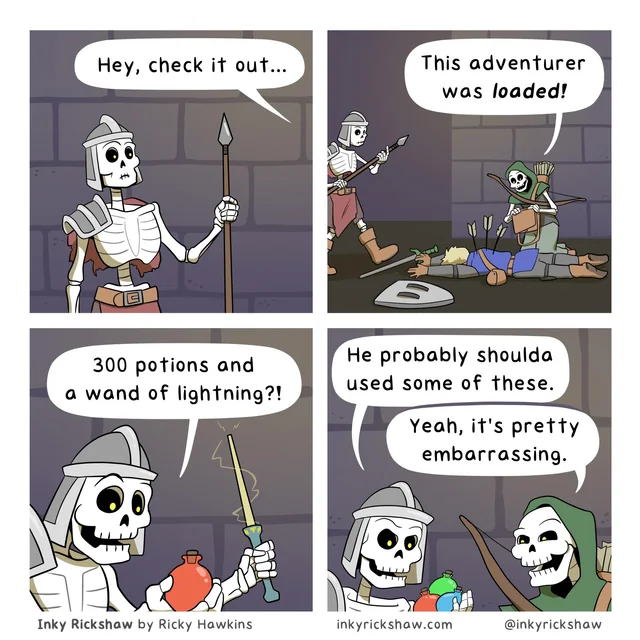 Hey, check it out...
This adventurer
was loaded!
300 potions and
a wand of lightning?!
He probably shoulda
used some of these.
Yeah, it's pretty
embarrassing.
Inky Rickshaw by Ricky Hawkins
inkyrickshaw.com
@inkyrickshaw